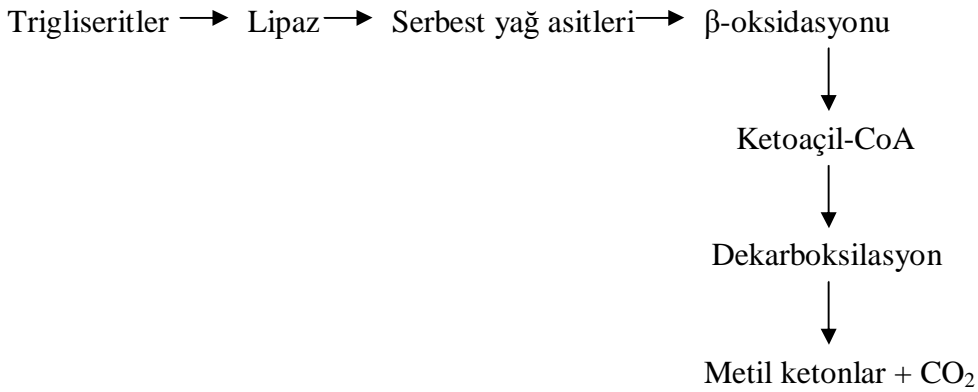 Trigliseritler → Lipaz → Serbest yağ asitleri → β-oksidasyonu
Ketoaçil-CoA
Dekarboksilasyon
Metil ketonlar + CO₂